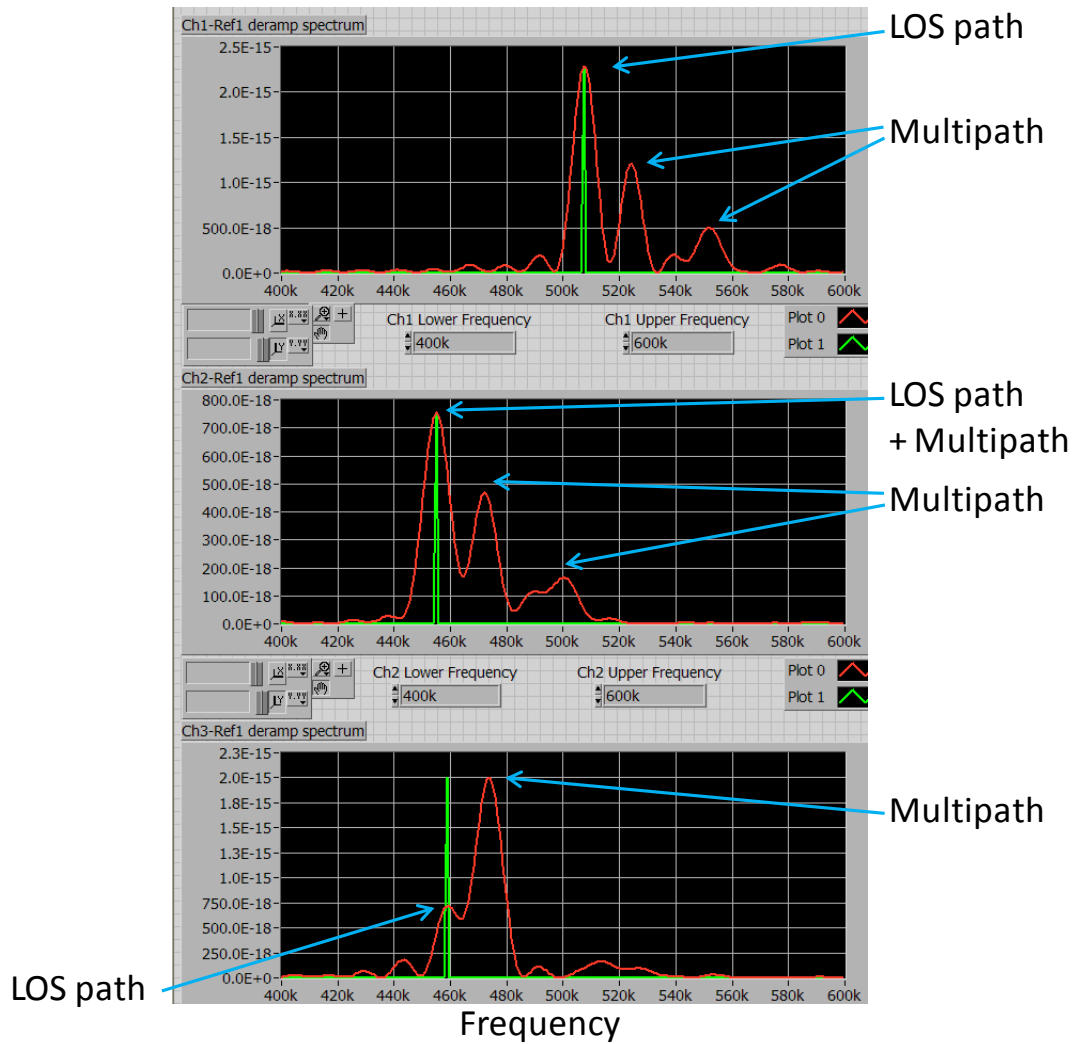 Ch1-Ref1 deramp spectrum
LOS path
2.5E-15
2.0E-15
1.5E-15
1.0E-15
500.0E-18
0.0E+0
Multipath
400k 420k 440k 460k 480k 500k 520k 540k 560k 580k 600k
Ch1 Lower Frequency
400k
Ch1 Upper Frequency
600k
Plot 0
Plot 1
Ch2-Ref1 deramp spectrum
LOS path
+ Multipath
Multipath
800.0E-18
700.0E-18
600.0E-18
500.0E-18
400.0E-18
300.0E-18
200.0E-18
100.0E-18
0.0E+0
400k 420k 440k 460k 480k 500k 520k 540k 560k 580k 600k
Ch2 Lower Frequency
400k
Ch2 Upper Frequency
600k
Plot 0
Plot 1
Ch3-Ref1 deramp spectrum
2.3E-15
2.0E-15
1.8E-15
1.5E-15
1.3E-15
1.0E-15
750.0E-18
500.0E-18
250.0E-18
0.0E+0
Multipath
LOS path
400k 420k 440k 460k 480k 500k 520k 540k 560k 580k 600k
Frequency